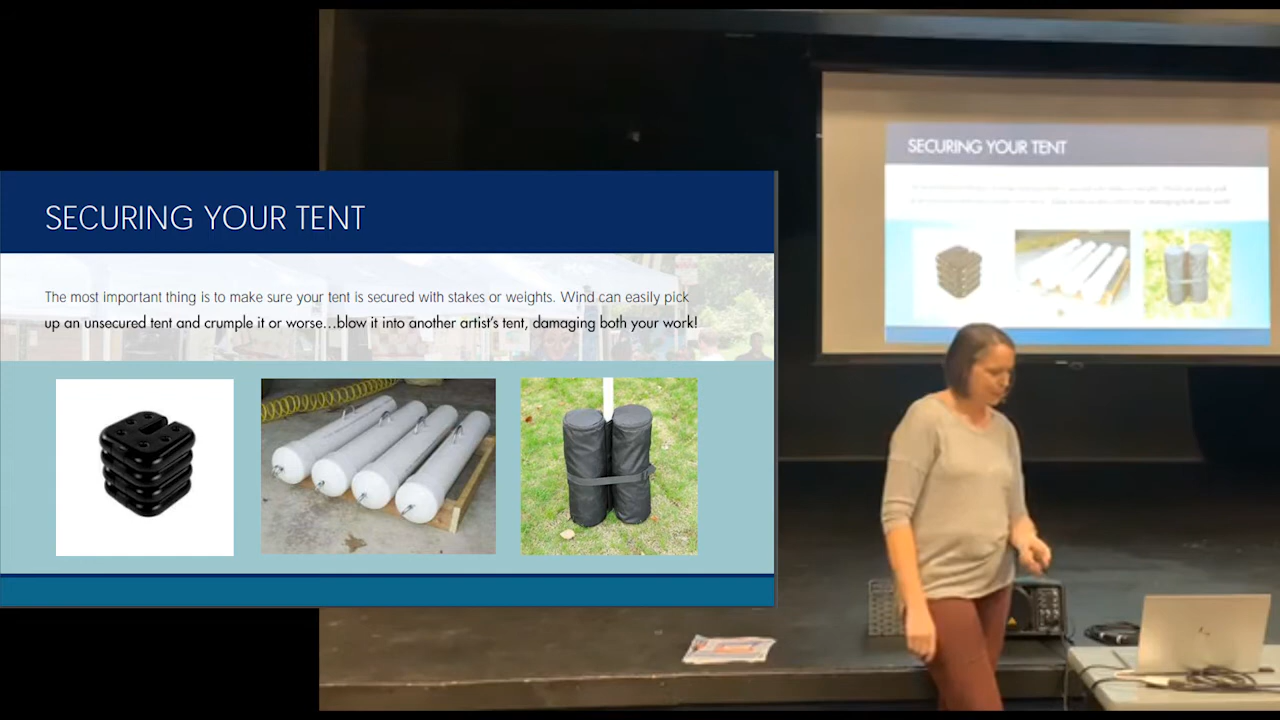 SECURING YOUR TENT
The most important thing is to make sure your tent is secured with stakes or weights. Wind can easily pick
up an unsecured tent and crumple it or worse…blow it into another artist's tent, damaging both your work!
SECURING YOUR TENT